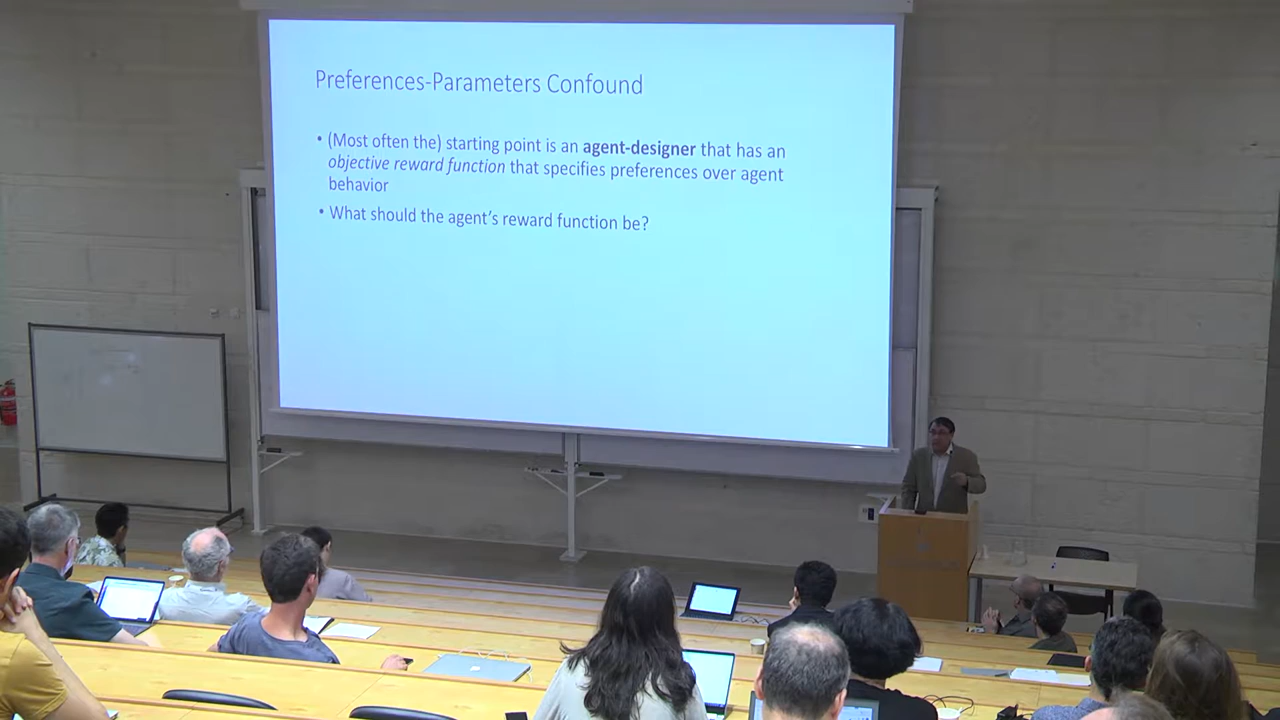 Preferences-Parameters Confound
• (Most often the) starting point is an agent-designer that has an
objective reward function that specifies preferences over agent
behavior
• What should the agent's reward function be?